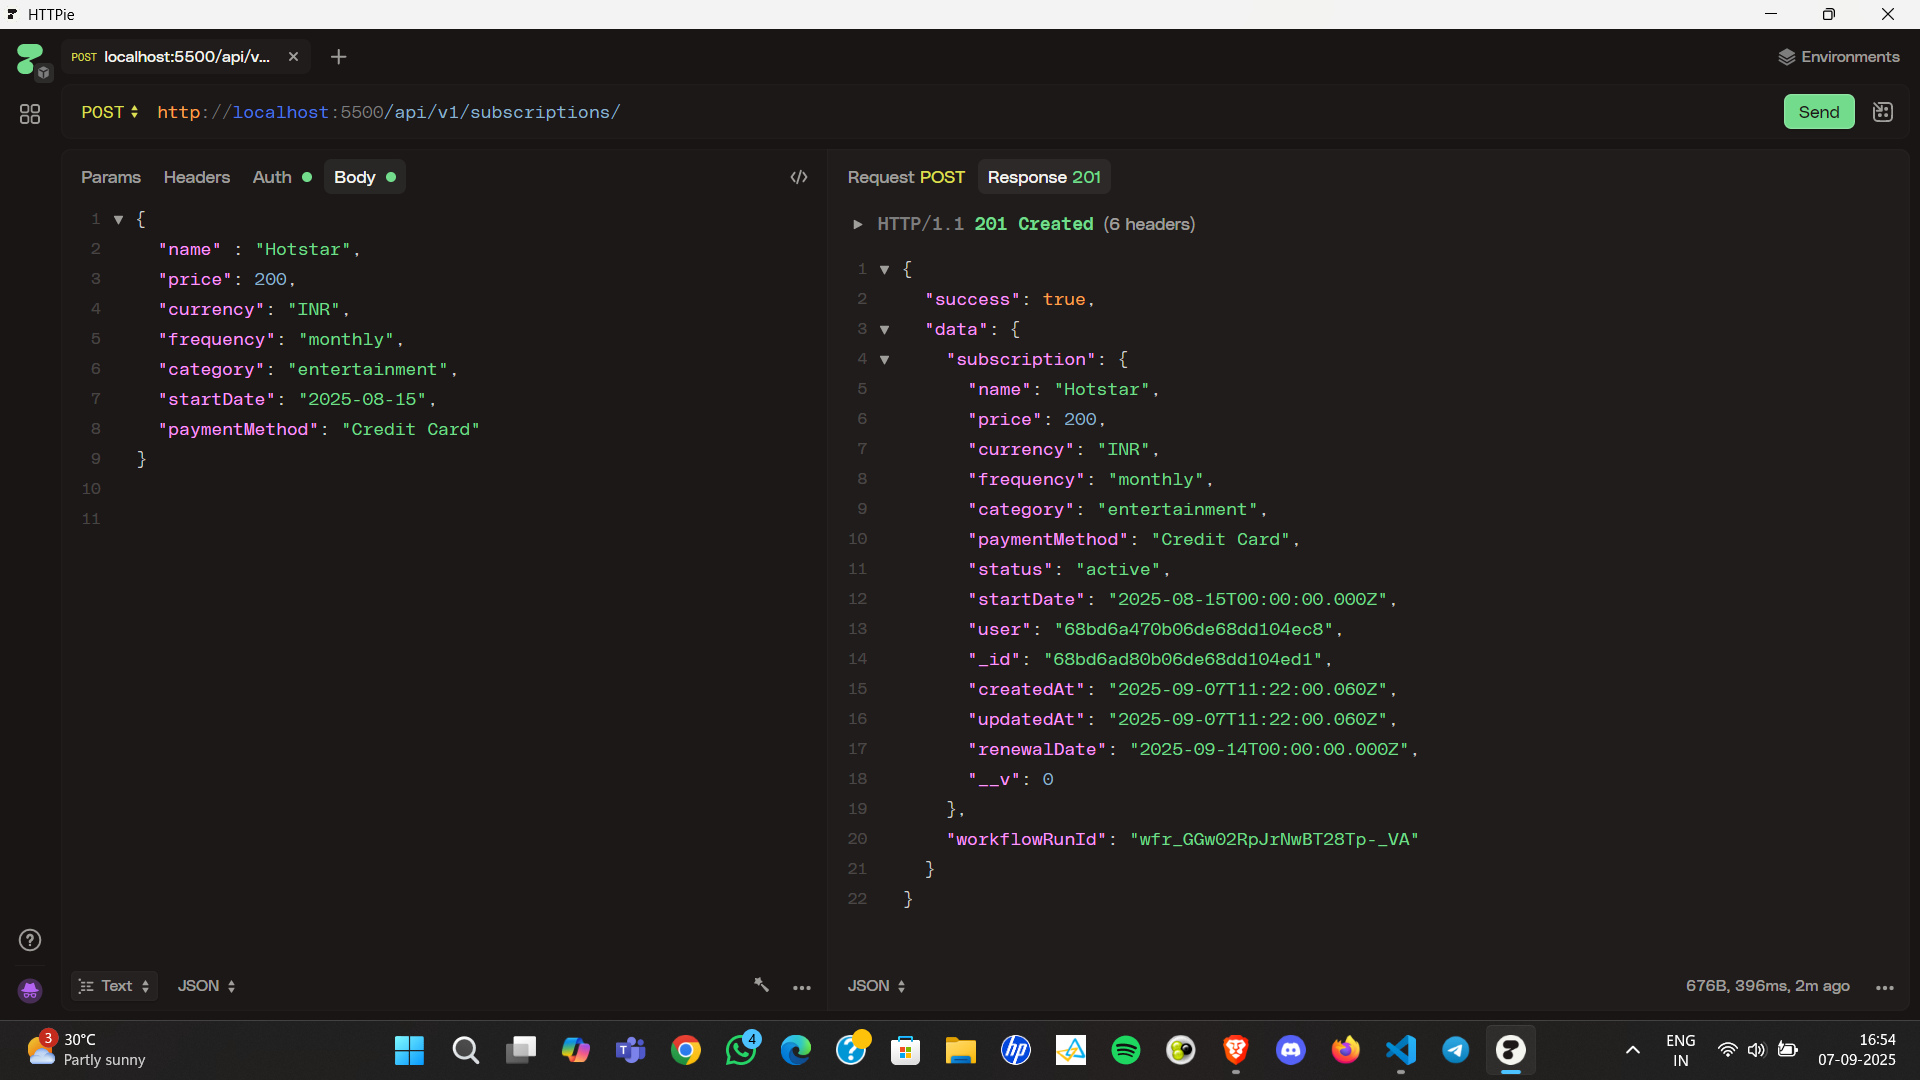 HTTPie
POST localhost:5500/api/v...
Environments
POST http://localhost:5500/api/v1/subscriptions/
Send
Params Headers Auth Body
1 {
2 "name" : "Hotstar",
3 "price": 200,
4 "currency": "INR",
5 "frequency": "monthly",
6 "category": "entertainment",
7 "startDate": "2025-08-15",
8 "paymentMethod": "Credit Card"
9 }
10
11
Text JSON
Request POST Response 201
HTTP/1.1 201 Created (6 headers)
1 {
2 "success": true,
3 "data": {
4 "subscription": {
5 "name": "Hotstar",
6 "price": 200,
7 "currency": "INR",
8 "frequency": "monthly",
9 "category": "entertainment",
10 "paymentMethod": "Credit Card",
11 "status": "active",
12 "startDate": "2025-08-15T00:00:00.000Z",
13 "user": "68bd6a470b06de68dd104ec8",
14 "_id": "68bd6ad80b06de68dd104ed1",
15 "createdAt": "2025-09-07T11:22:00.060Z",
16 "updatedAt": "2025-09-07T11:22:00.060Z",
17 "renewalDate": "2025-09-14T00:00:00.000Z",
18 "__v": 0
19 },
20 "workflowRunId": "wfr_GGw02RpJrNwBT28Tp-_VA"
21 }
22 }
JSON
676B, 396ms, 2m ago
3
30°C
Partly sunny
4
ENG
IN
16:54
07-09-2025